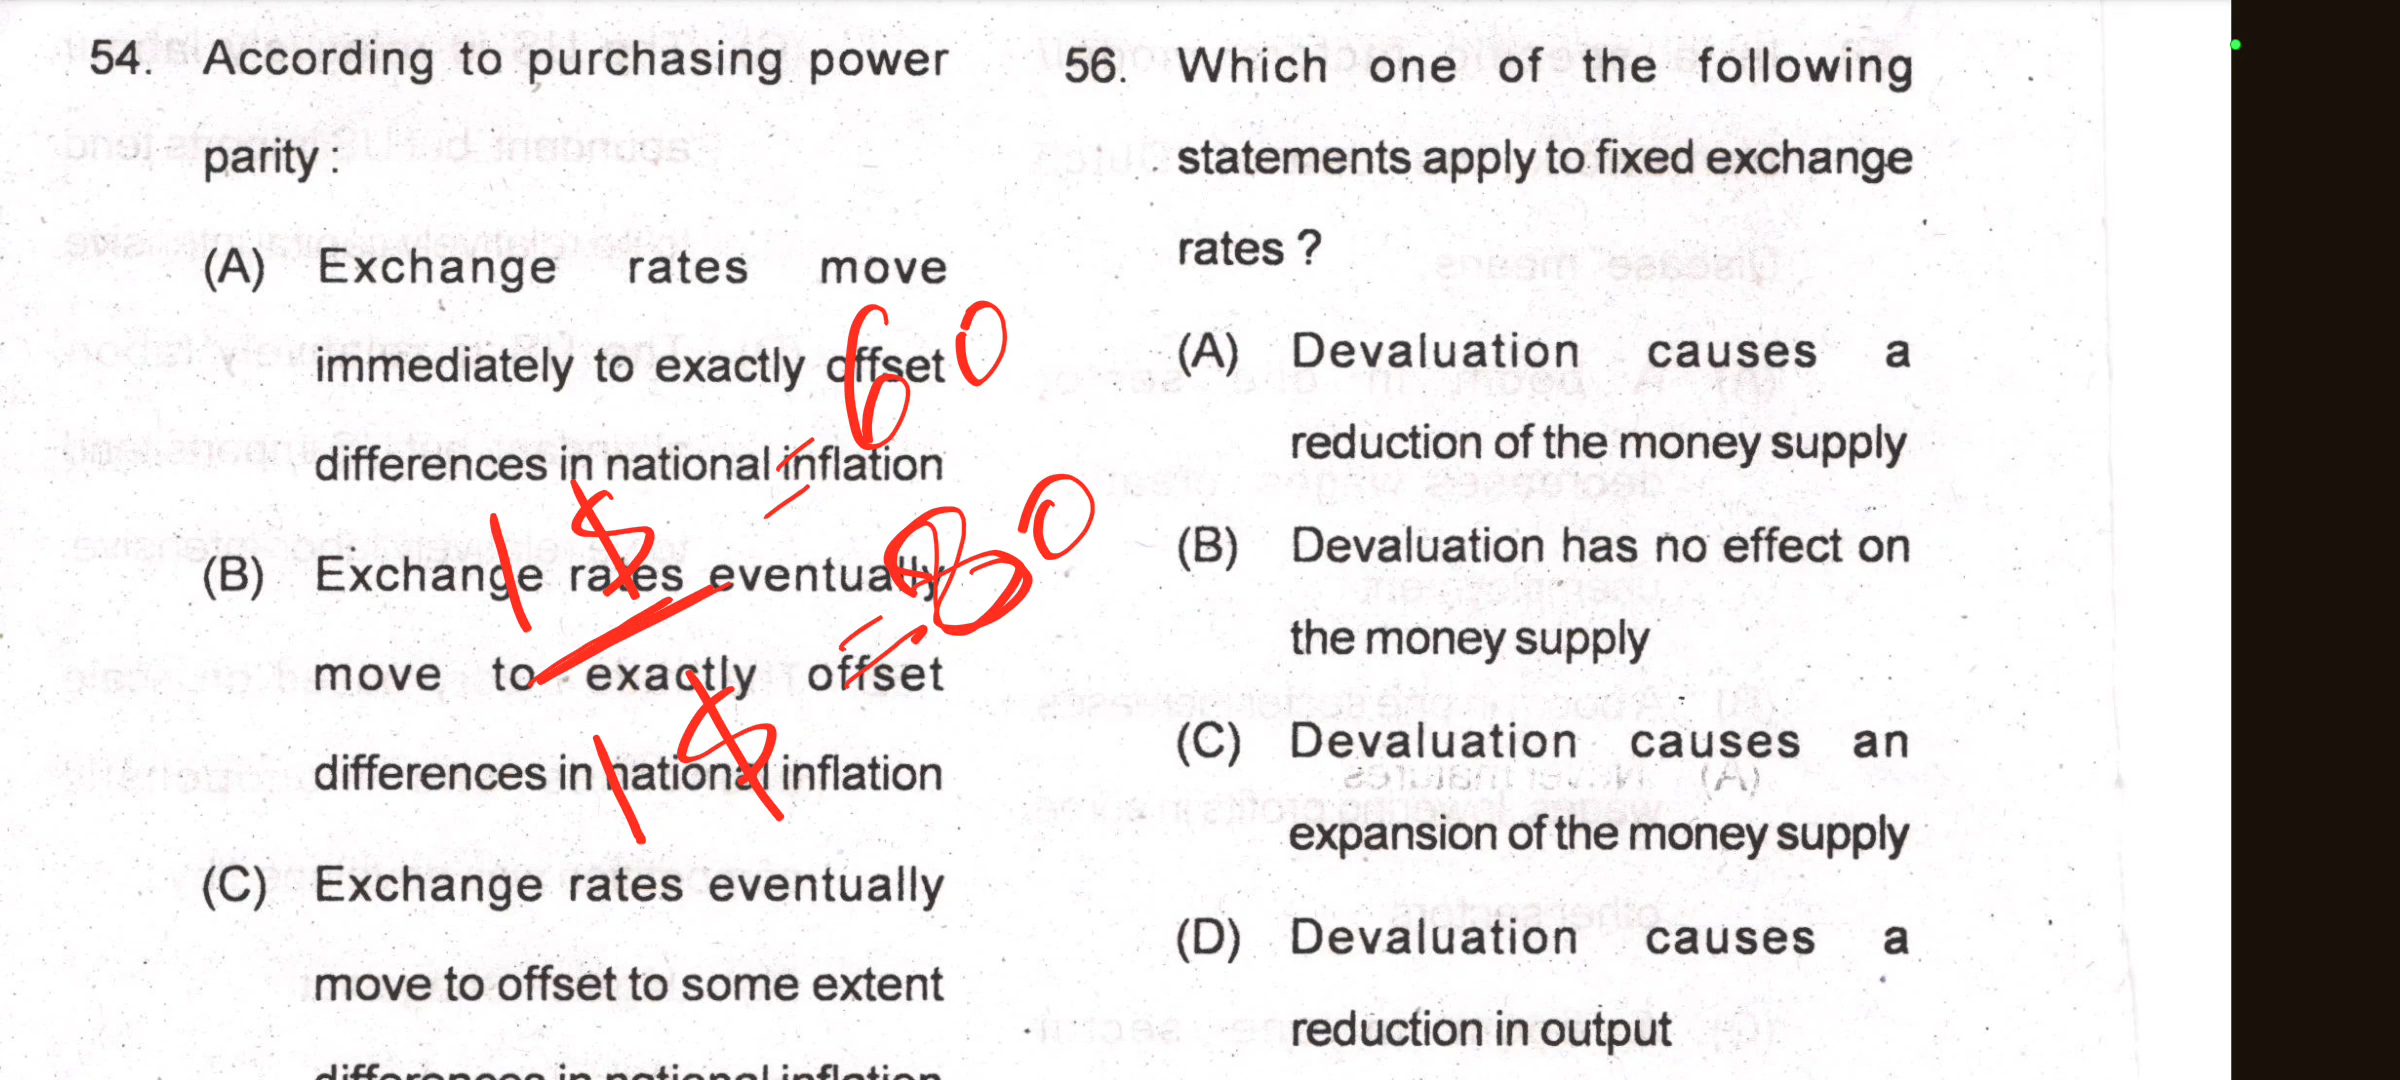 54. According to purchasing power
parity :
(A) Exchange rates move
immediately to exactly offset
differences in national inflation
(B) Exchange rates eventually
move to exactly offset
differences in national inflation
(C) Exchange rates eventually
move to offset to some extent
differences in national inflation
1$ = 60
1$ = 80
56. Which one of the following
statements apply to fixed exchange
rates ?
(A) Devaluation causes a
reduction of the money supply
(B) Devaluation has no effect on
the money supply
(C) Devaluation causes an
expansion of the money supply
(D) Devaluation causes a
reduction in output